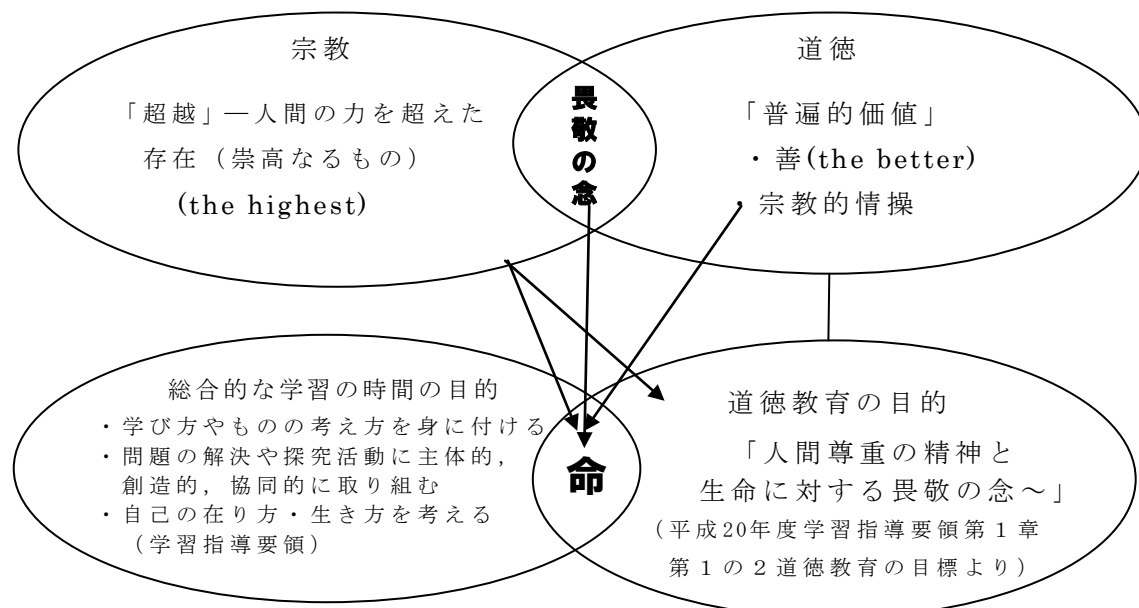 宗教
「超越」―人間の力を超えた
存在（崇高なるもの）
(the highest)
畏敬の念
道徳
「普遍的価値」
・善(the better)
・宗教的情操
総合的な学習の時間の目的
・学び方やものの考え方を身に付ける
・問題の解決や探究活動に主体的，
創造的，協同的に取り組む
・自己の在り方・生き方を考える
（学習指導要領）
命
道徳教育の目的
「人間尊重の精神と
生命に対する畏敬の念～」
（平成20年度学習指導要領第１章
第１の２道徳教育の目標より）